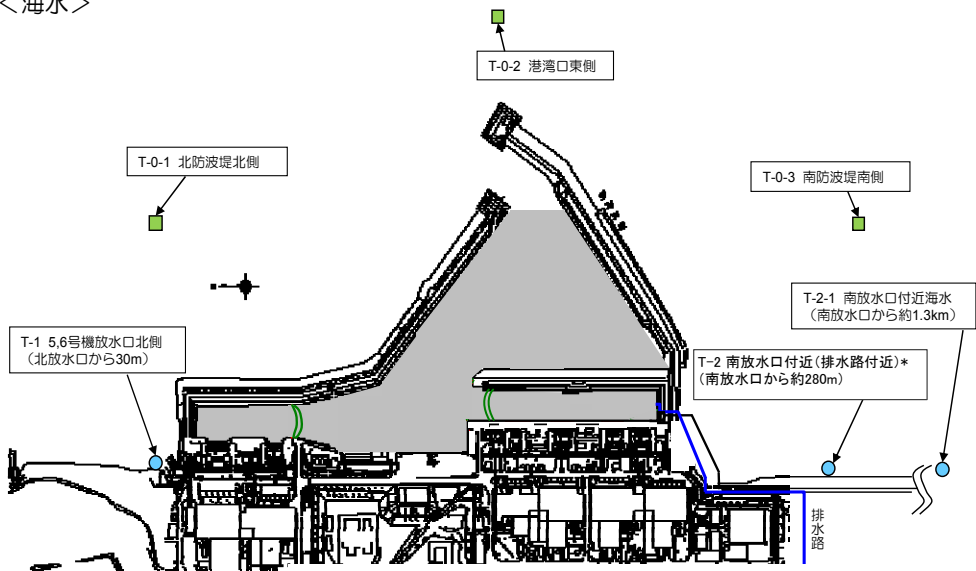 ＜海水＞
T-0-2 港湾口東側
T-0-1 北防波堤北側
T-0-3 南防波堤南側
T-2-1 南放水口付近海水
（南放水口から約1.3km）
T-1 5,6号機放水口北側
（北放水口から30m）
T−2 南放水口付近(排水路付近)*
(南放水口から約280m)
排水路